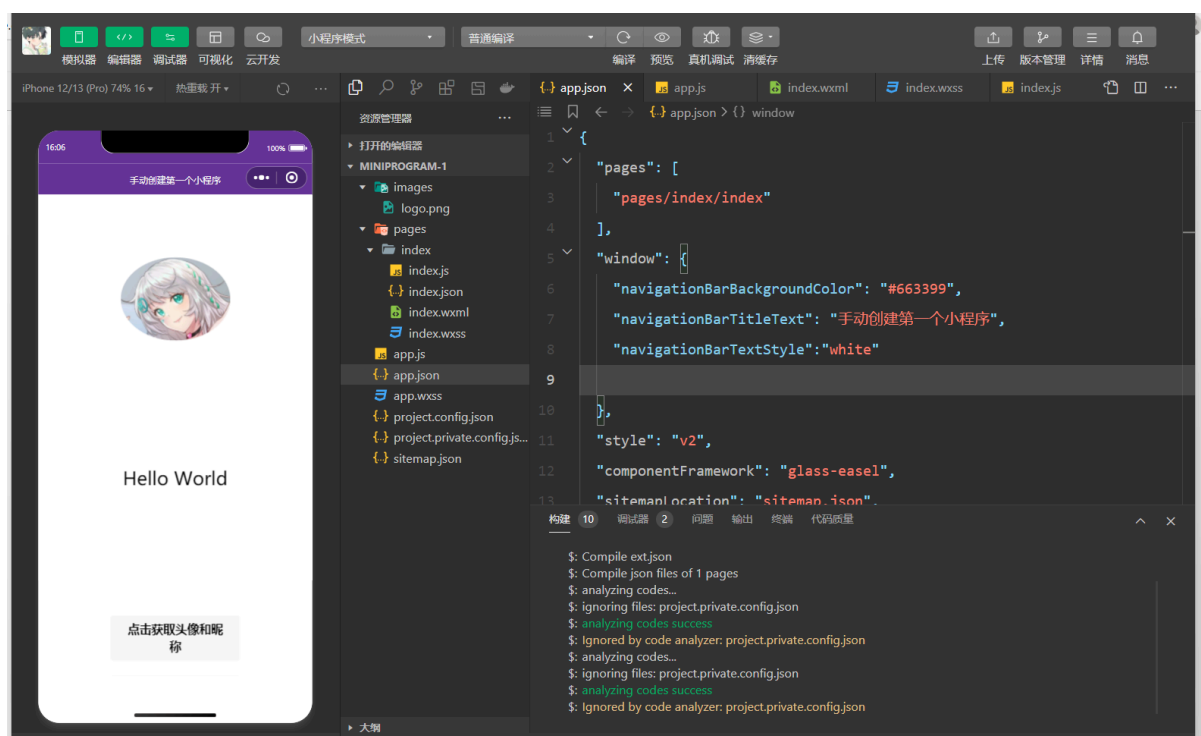 小程序模式
普通编译
模拟器 编辑器 调试器 可视化 云开发
编译 预览 真机调试 清缓存
上传 版本管理 详情 消息
iPhone 12/13 (Pro) 74% 16
热重载 开
16:06
100%
手动创建第一个小程序
Hello World
点击获取头像和昵
称
资源管理器
打开的编辑器
MINIPROGRAM-1
images
logo.png
pages
index
index.js
index.json
index.wxml
index.wxss
app.js
app.json
app.wxss
project.config.json
project.private.config.js...
sitemap.json
大纲
app.json
app.js
index.wxml
index.wxss
index.js
app.json > {} window
1 {
2 "pages": [
3 "pages/index/index"
4 ],
5 "window": {
6 "navigationBarBackgroundColor": "#663399",
7 "navigationBarTitleText": "手动创建第一个小程序",
8 "navigationBarTextStyle":"white"
9
10 },
11 "style": "v2",
12 "componentFramework": "glass-easel",
13 "sitemapLocation": "sitemap.json",
构建 10 调试器 2 问题 输出 终端 代码质量
$: Compile ext.json
$: Compile json files of 1 pages
$: analyzing codes...
$: ignoring files: project.private.config.json
$: analyzing codes success
$: Ignored by code analyzer: project.private.config.json
$: analyzing codes...
$: ignoring files: project.private.config.json
$: analyzing codes success
$: Ignored by code analyzer: project.private.config.json